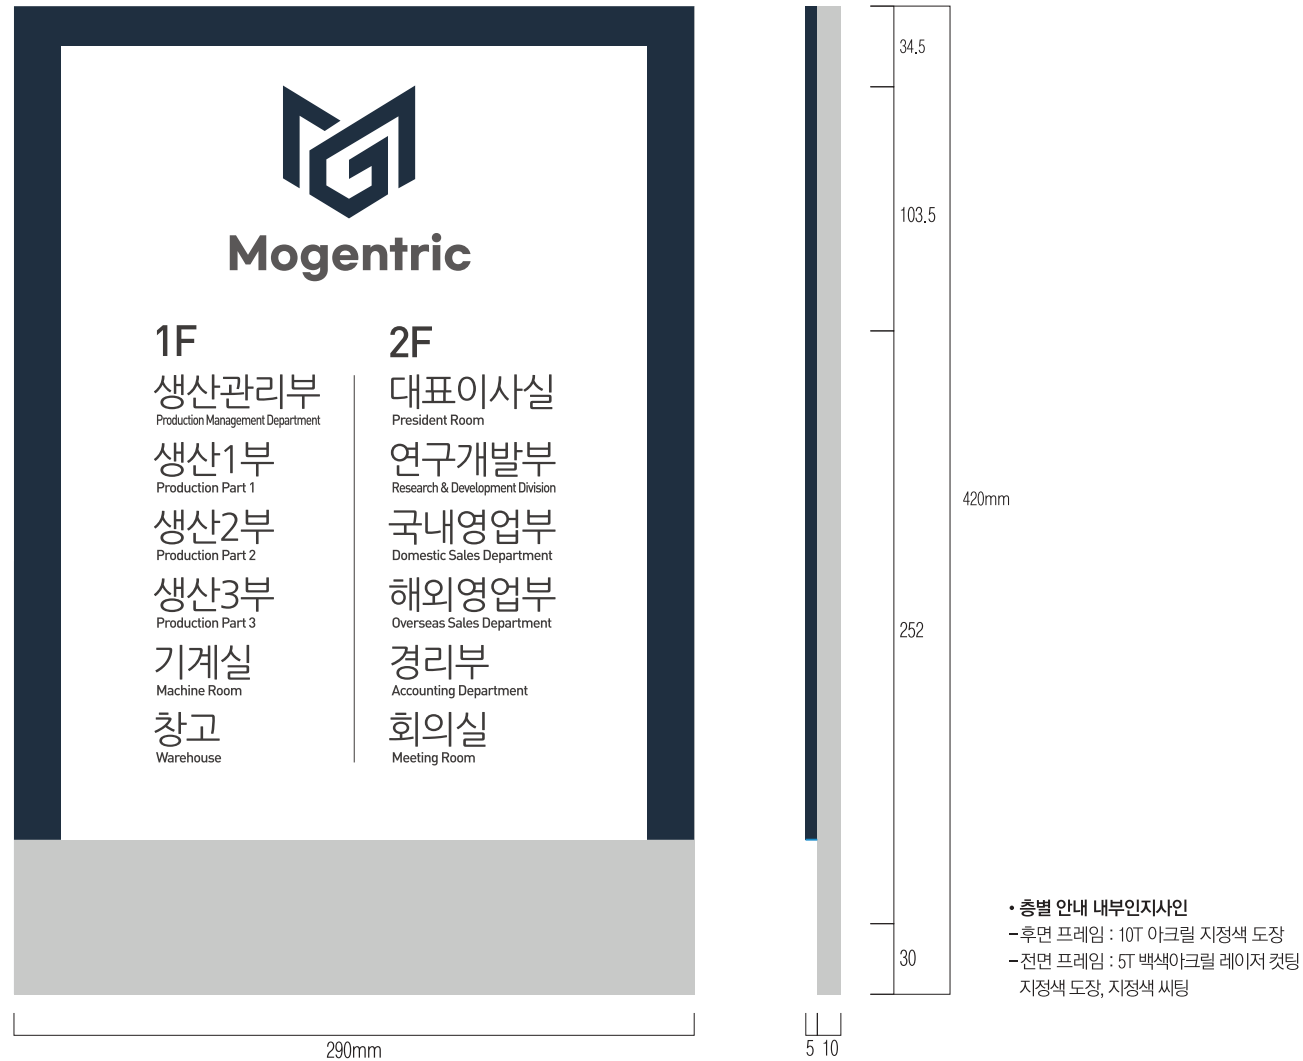 MG
Mogentric
1F
생산관리부
Production Management Department
생산1부
Production Part 1
생산2부
Production Part 2
생산3부
Production Part 3
기계실
Machine Room
창고
Warehouse
2F
대표이사실
President Room
연구개발부
Research & Development Division
국내영업부
Domestic Sales Department
해외영업부
Overseas Sales Department
경리부
Accounting Department
회의실
Meeting Room
290mm
34.5
103.5
252
30
420mm
5 10
• 층별 안내 내부인지사인
-후면 프레임 : 10T 아크릴 지정색 도장
-전면 프레임 : 5T 백색아크릴 레이저 컷팅
지정색 도장, 지정색 씨팅